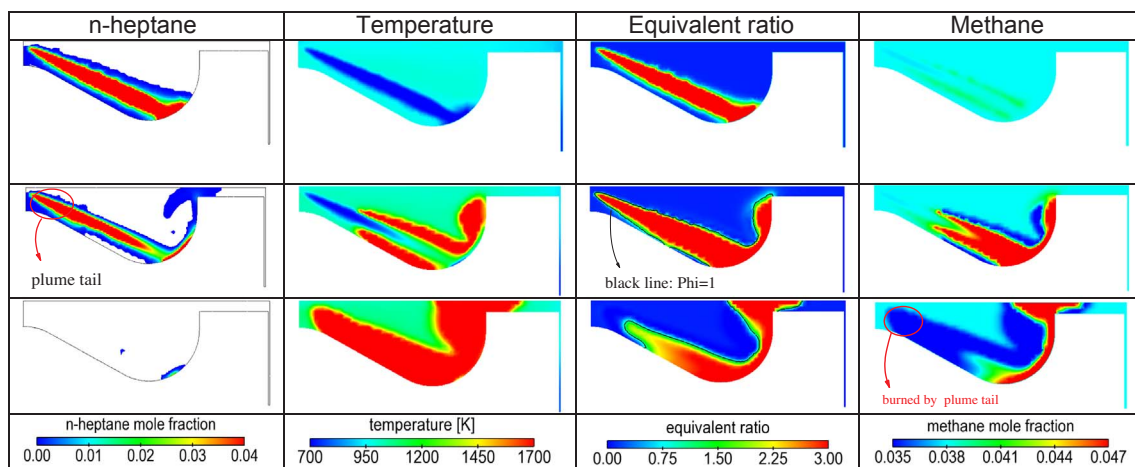 n-heptane
Temperature
Equivalent ratio
Methane
plume tail
black line: Phi=1
burned by plume tail
n-heptane mole fraction
0.00 0.01 0.02 0.03 0.04
temperature [K]
700 950 1200 1450 1700
equivalent ratio
0.00 0.75 1.50 2.25 3.00
methane mole fraction
0.035 0.038 0.041 0.044 0.047